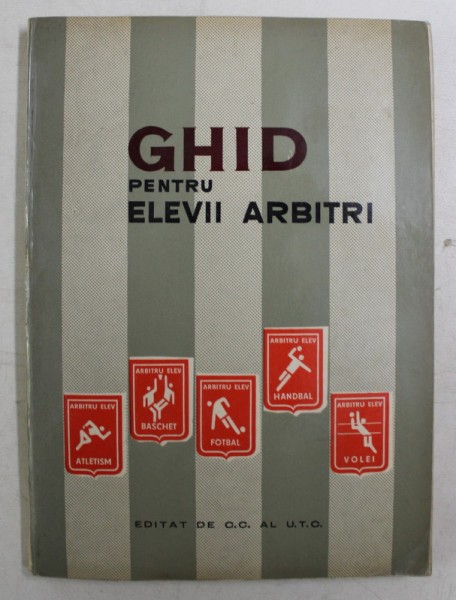 GHID
PENTRU
ELEVII ARBITRI
ARBITRU ELEV
ATLETISM
ARBITRU ELEV
BASCHET
ARBITRU ELEV
FOTBAL
ARBITRU ELEV
HANDBAL
ARBITRU ELEV
VOLEI
EDITAT DE C.C. AL U.T.C.